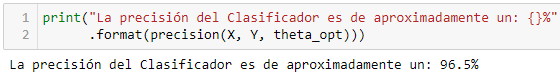 1 print("La precisión del Clasificador es de aproximadamente un: {}%"
2 .format(precision(X, Y, theta_opt)))
La precisión del Clasificador es de aproximadamente un: 96.5%